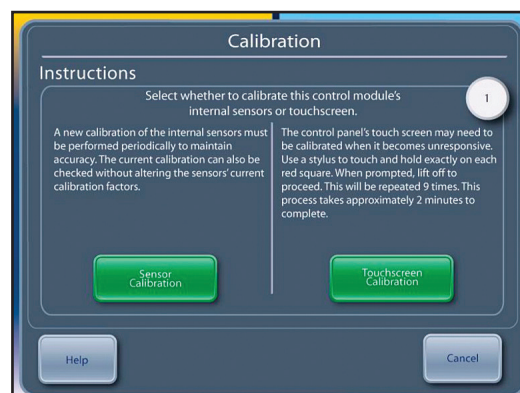 Calibration
Instructions
Select whether to calibrate this control module's
internal sensors or touchscreen.
1
A new calibration of the internal sensors must
be performed periodically to maintain
accuracy. The current calibration can also be
checked without altering the sensors' current
calibration factors.
The control panel's touch screen may need to
be calibrated when it becomes unresponsive.
Use a stylus to touch and hold exactly on each
red square. When prompted, lift off to
proceed. This will be repeated 9 times. This
process takes approximately 2 minutes to
complete.
Sensor
Calibration
Touchscreen
Calibration
Help
Cancel